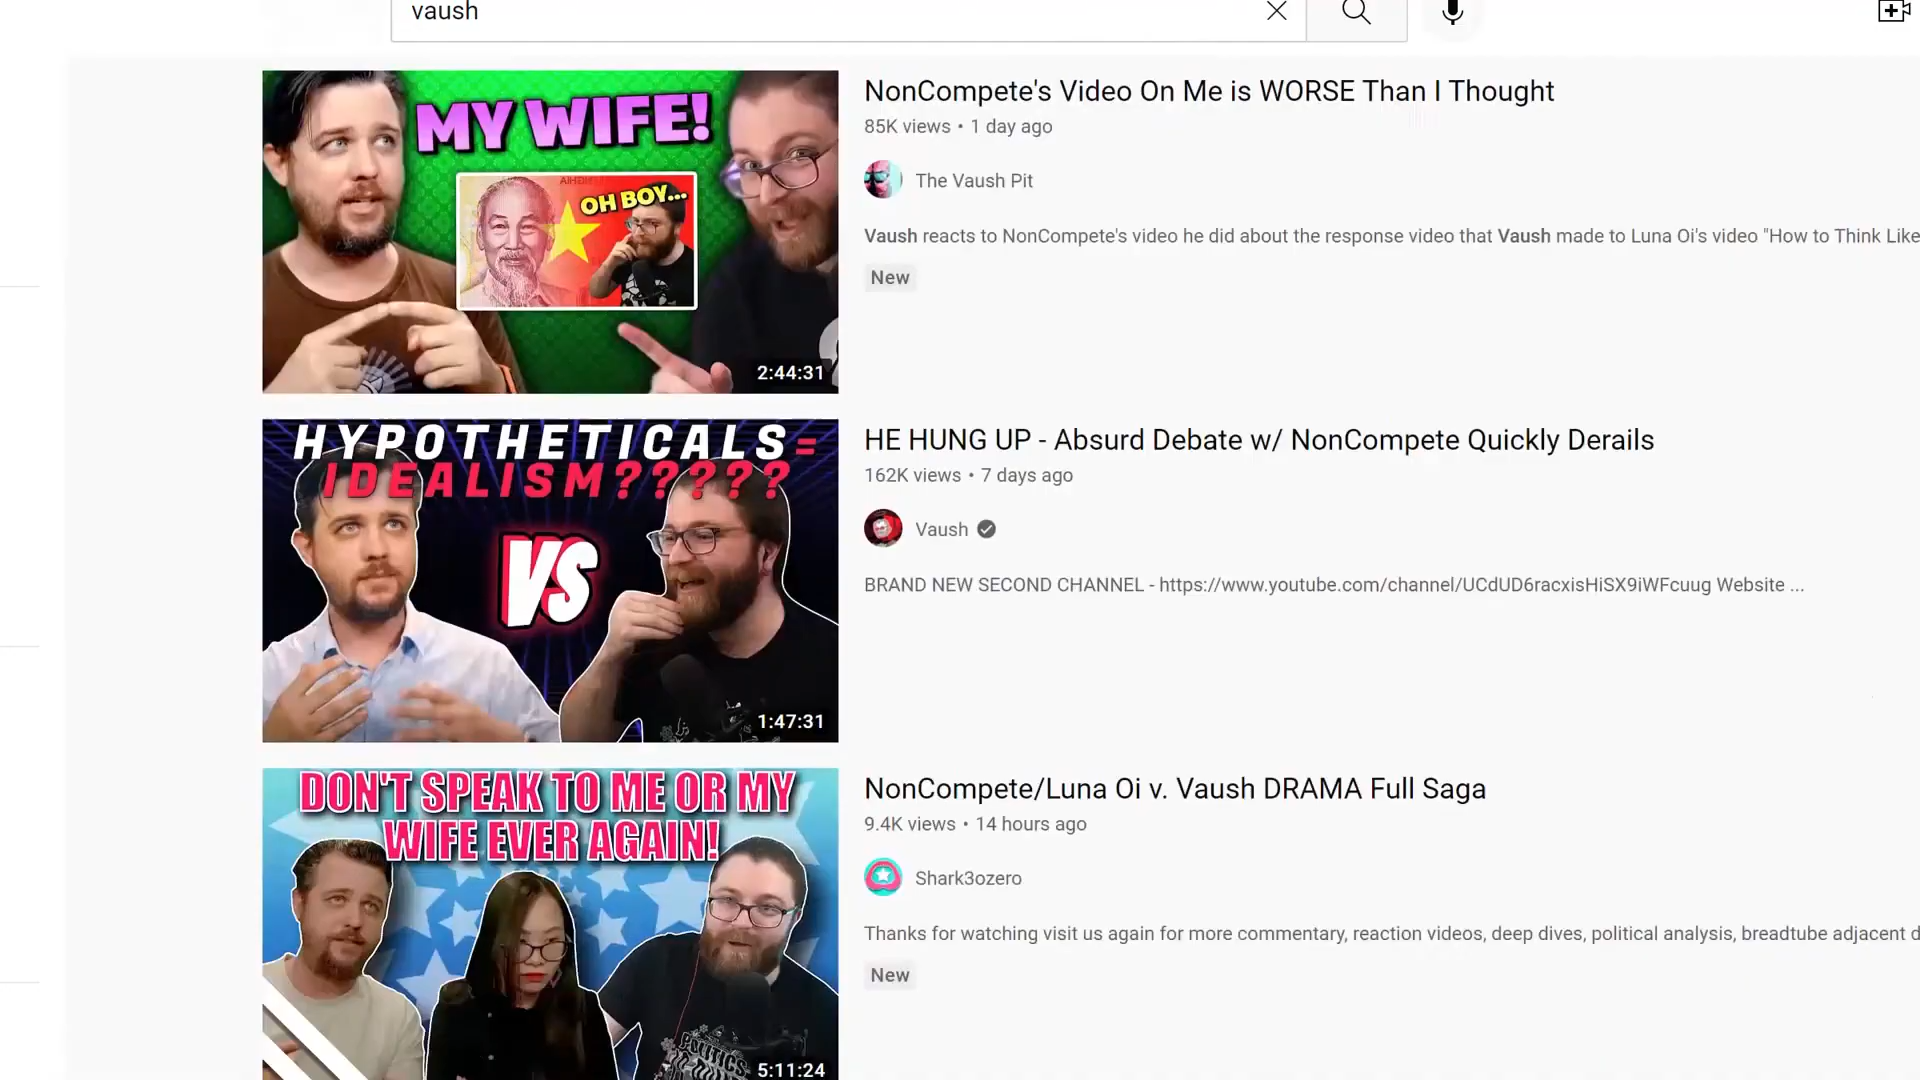 vaush
MY WIFE!
OH BOY...
2:44:31
NonCompete's Video On Me is WORSE Than I Thought
85K views • 1 day ago
The Vaush Pit
Vaush reacts to NonCompete's video he did about the response video that Vaush made to Luna Oi's video "How to Think Like
New
HYPOTHETICALS=
IDEALISM?????
VS
1:47:31
HE HUNG UP - Absurd Debate w/ NonCompete Quickly Derails
162K views • 7 days ago
Vaush
BRAND NEW SECOND CHANNEL - https://www.youtube.com/channel/UCdUD6racxisHiSX9iWFcuug Website ...
DON'T SPEAK TO ME OR MY
WIFE EVER AGAIN!
POLITICS
5:11:24
NonCompete/Luna Oi v. Vaush DRAMA Full Saga
9.4K views • 14 hours ago
Shark3ozero
Thanks for watching visit us again for more commentary, reaction videos, deep dives, political analysis, breadtube adjacent d
New